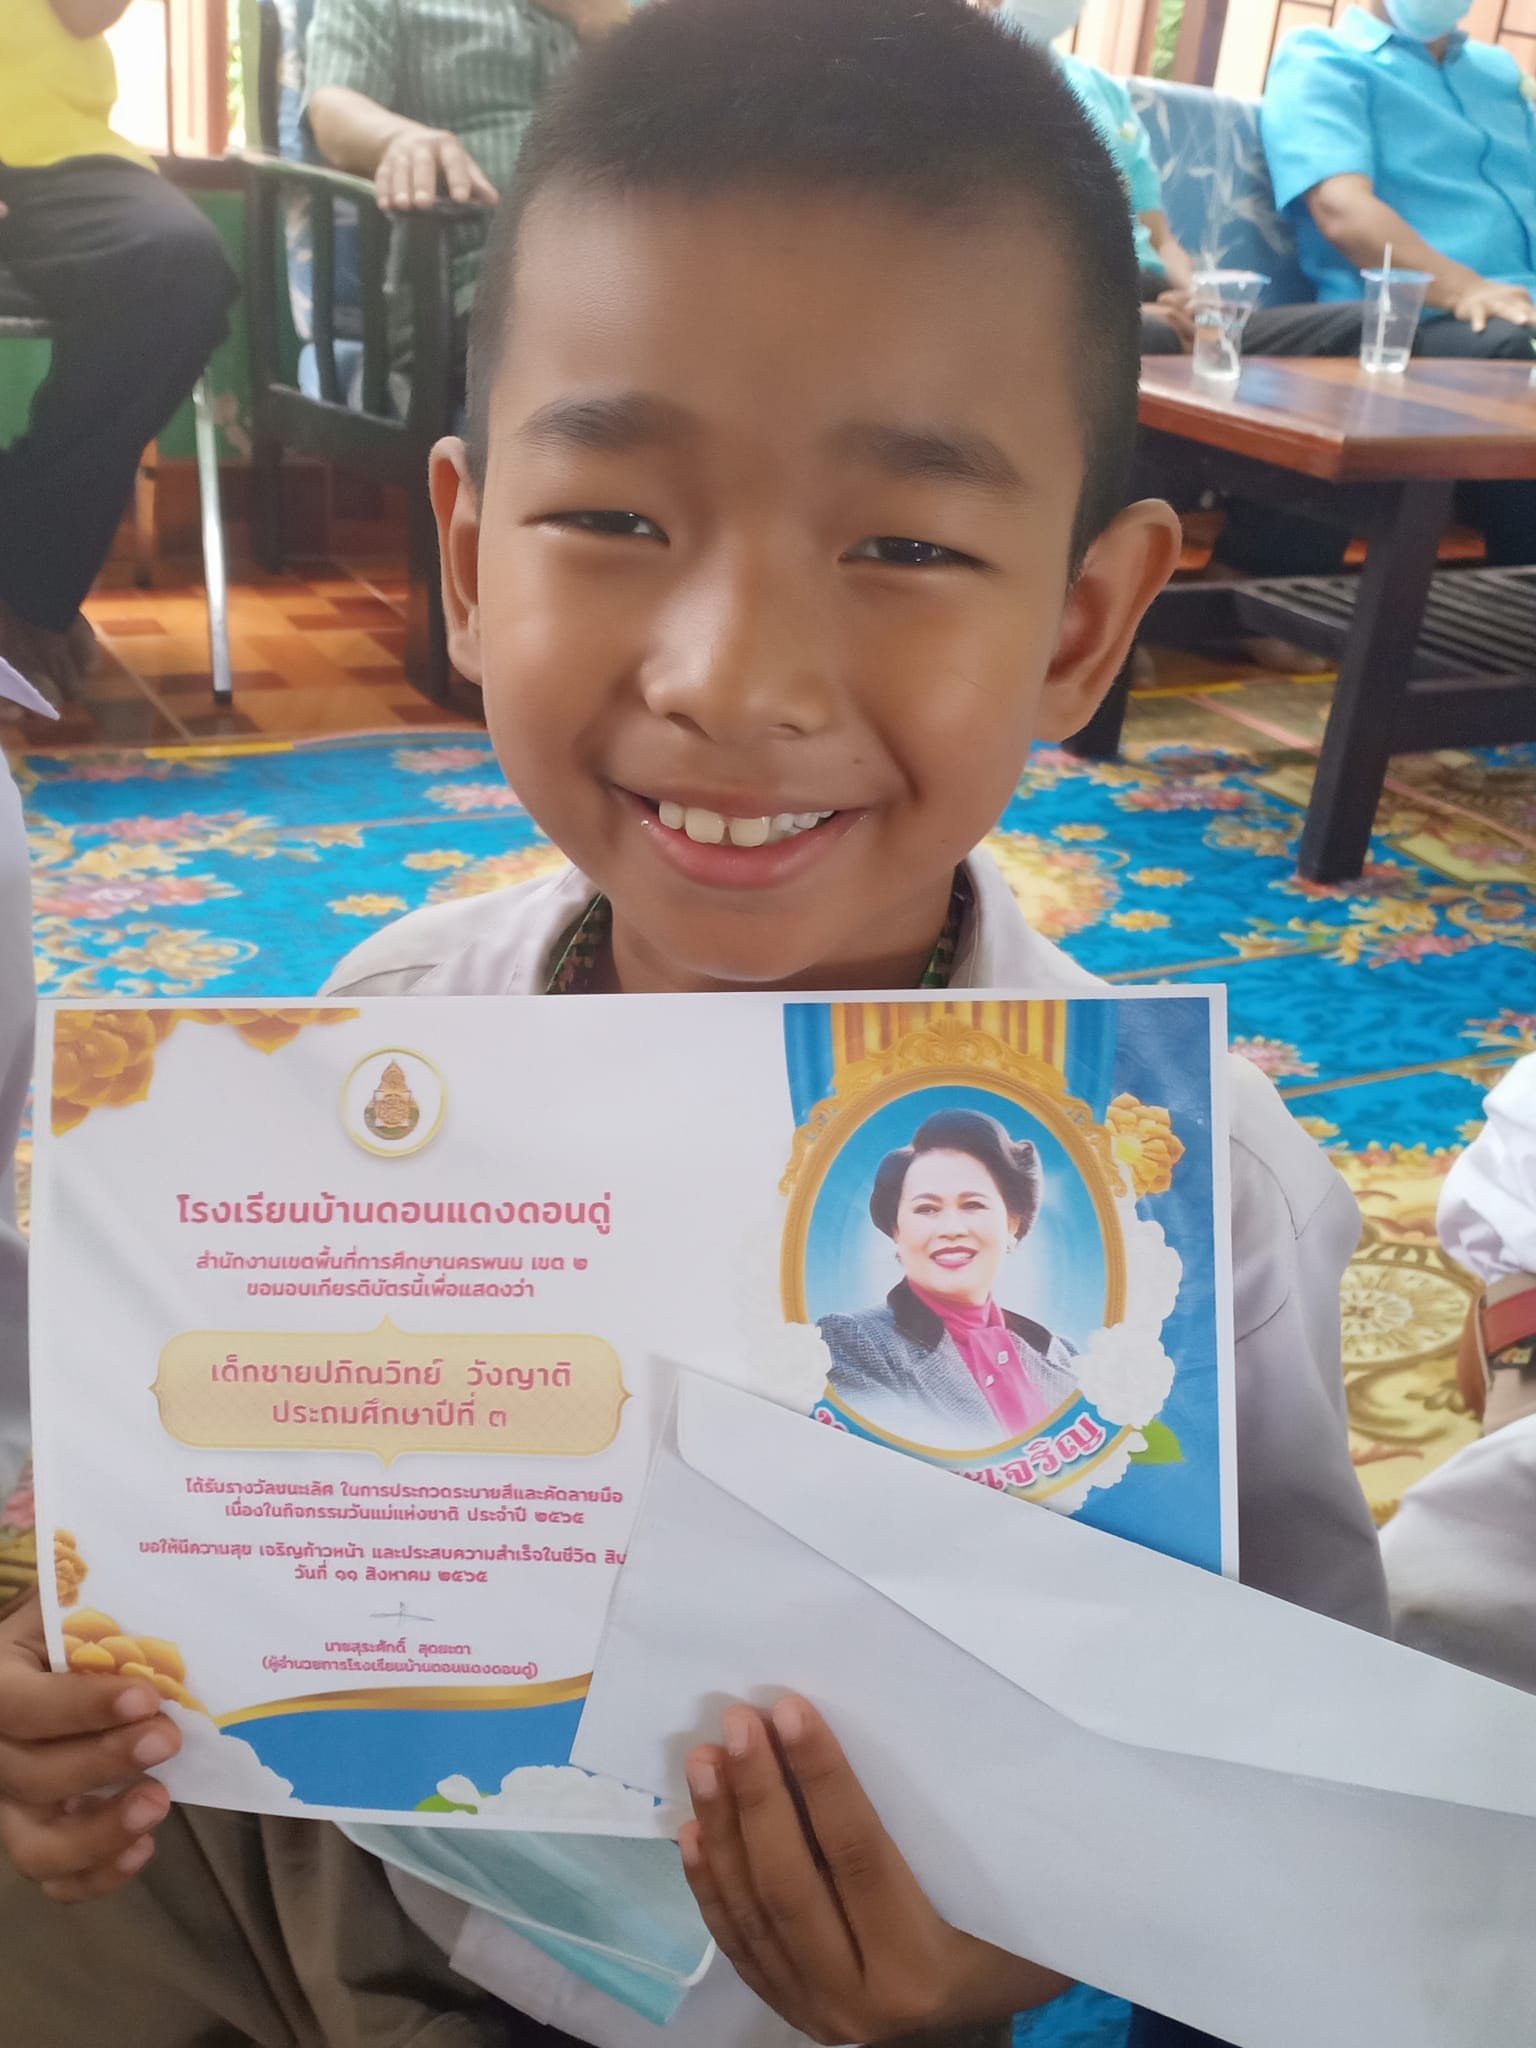 โรงเรียนบ้านดอนแดงดอนดู่
สำนักงานเขตพื้นที่การศึกษานครพนม เขต ๒
ขอมอบเกียรติบัตรนี้เพื่อแสดงว่า
เด็กชายปภิณวิทย์ วังญาติ
ประถมศึกษาปีที่ ๓
ได้รับรางวัลชนะเลิศ ในการประกวดระบายสีและคัดลายมือ
เนื่องในกิจกรรมวันแม่แห่งชาติ ประจำปี ๒๕๖๕
ขอให้มีความสุข เจริญก้าวหน้า และประสบความสำเร็จในชีวิต
วันที่ ๑๑ สิงหาคม ๒๕๖๕
นายสุระศักดิ์ สุดยะดา
(ผู้อำนวยการโรงเรียนบ้านดอนแดงดอนดู่)
ะเจริญ